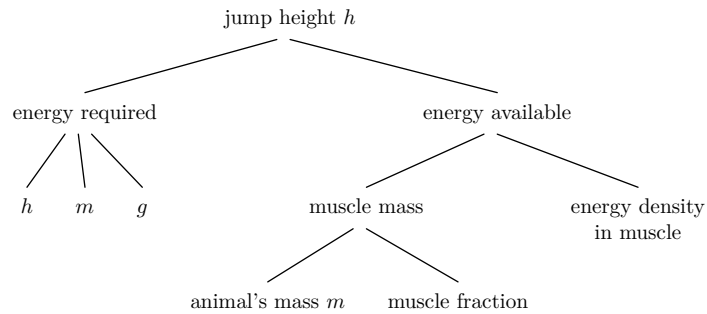 jump height h
energy required
energy available
h
m
g
muscle mass
energy density
in muscle
animal's mass m
muscle fraction